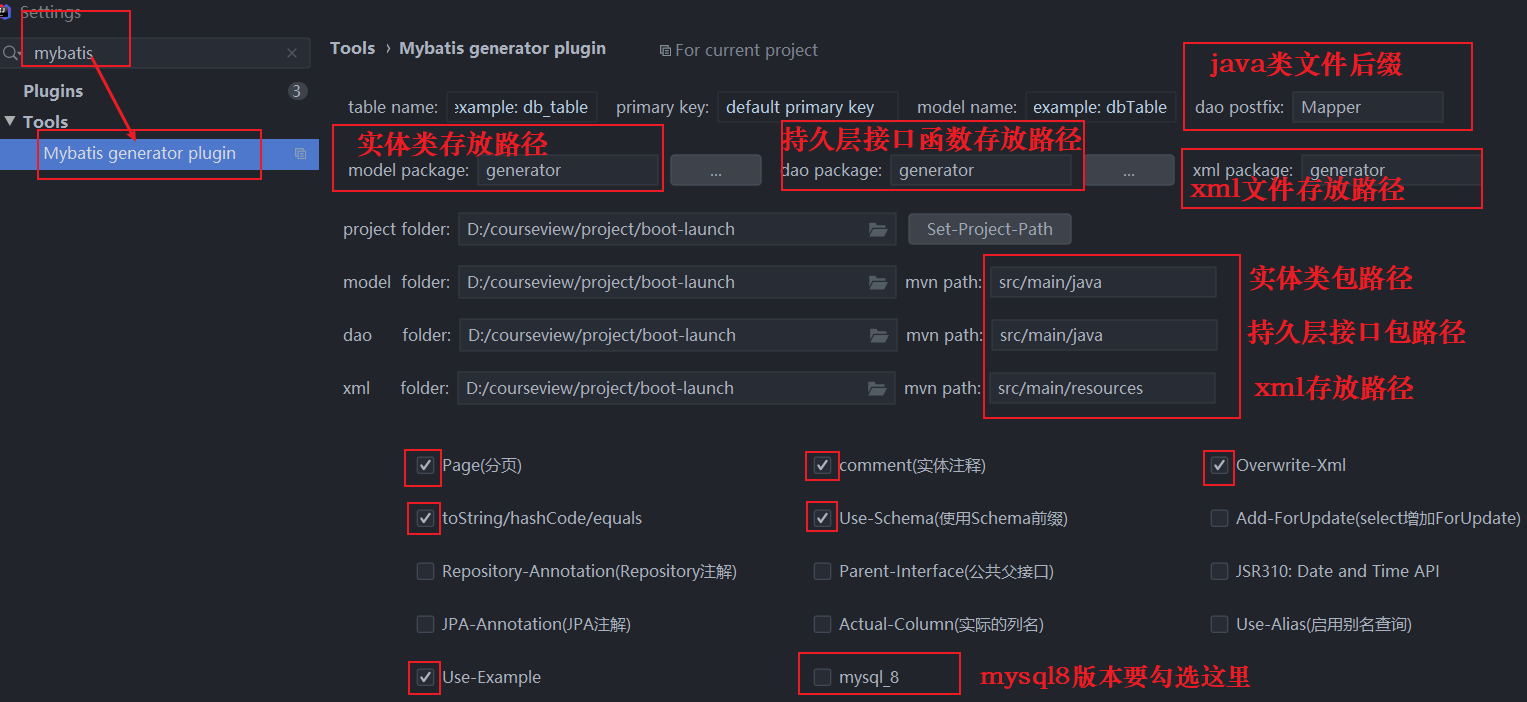 Settings
mybatis
Plugins 3
Tools
Mybatis generator plugin
Tools › Mybatis generator plugin For current project
java类文件后缀
table name: example: db_table primary key: default primary key model name: example: dbTable dao postfix: Mapper
实体类存放路径 持久层接口函数存放路径
model package: generator ... dao package: generator ... xml package: generator
xml文件存放路径
project folder: D:/courseview/project/boot-launch Set-Project-Path
model folder: D:/courseview/project/boot-launch mvn path: src/main/java 实体类包路径
dao folder: D:/courseview/project/boot-launch mvn path: src/main/java 持久层接口包路径
xml folder: D:/courseview/project/boot-launch mvn path: src/main/resources xml存放路径
Page(分页) comment(实体注释) Overwrite-Xml
toString/hashCode/equals Use-Schema(使用Schema前缀) Add-ForUpdate(select增加ForUpdate)
Repository-Annotation(Repository注解) Parent-Interface(公共父接口) JSR310: Date and Time API
JPA-Annotation(JPA注解) Actual-Column(实际的列名) Use-Alias(启用别名查询)
Use-Example mysql_8 mysql8版本要勾选这里